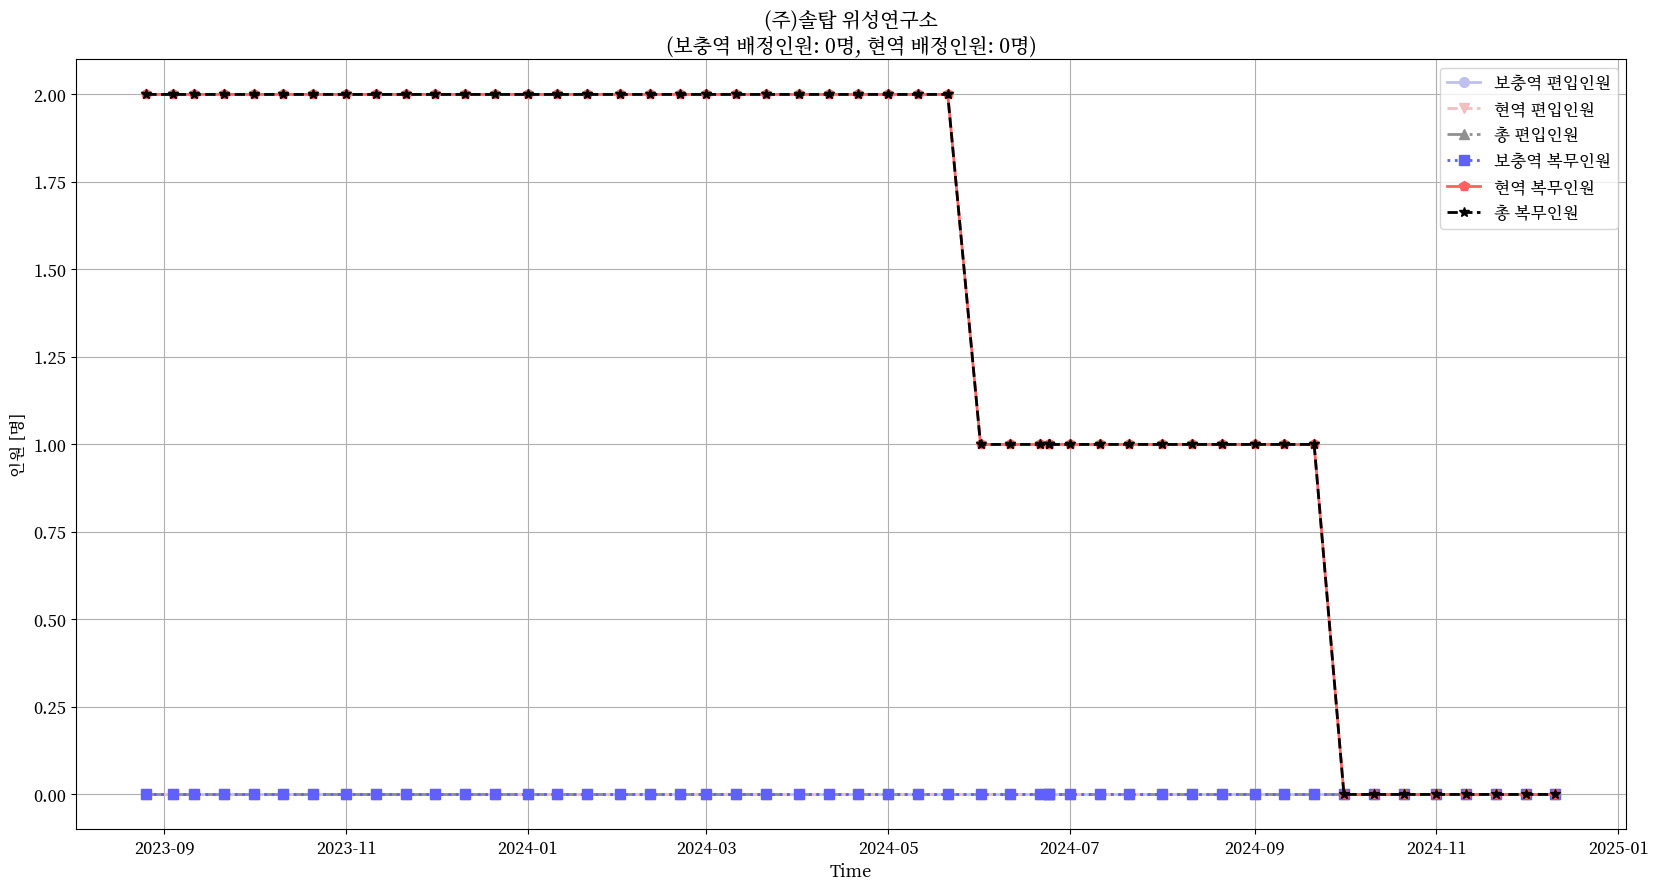 (주)솔탑 위성연구소
(보충역 배정인원: 0명, 현역 배정인원: 0명)
보충역 편입인원
현역 편입인원
총 편입인원
보충역 복무인원
현역 복무인원
총 복무인원
인원 [명]
2.00
1.75
1.50
1.25
1.00
0.75
0.50
0.25
0.00
2023-09 2023-11 2024-01 2024-03 2024-05 2024-07 2024-09 2024-11 2025-01
Time